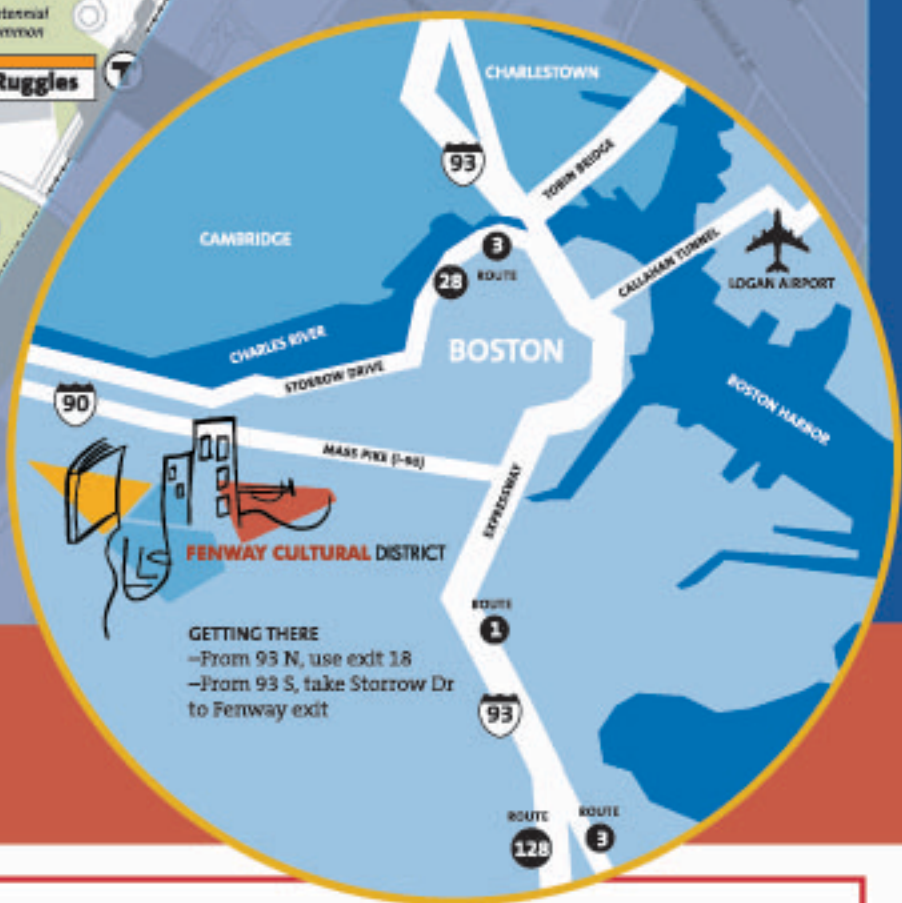 Ruggles
T
CHARLESTOWN
93
TOBIN BRIDGE
CAMBRIDGE
3
28 ROUTE
CALLAHAN TUNNEL
LOGAN AIRPORT
CHARLES RIVER
BOSTON
STORROW DRIVE
BOSTON HARBOR
90
MASS PIKE (I-90)
EXPRESSWAY
FENWAY CULTURAL DISTRICT
ROUTE
1
GETTING THERE
–From 93 N, use exit 18
–From 93 S, take Storrow Dr
to Fenway exit
93
ROUTE
128
ROUTE
3